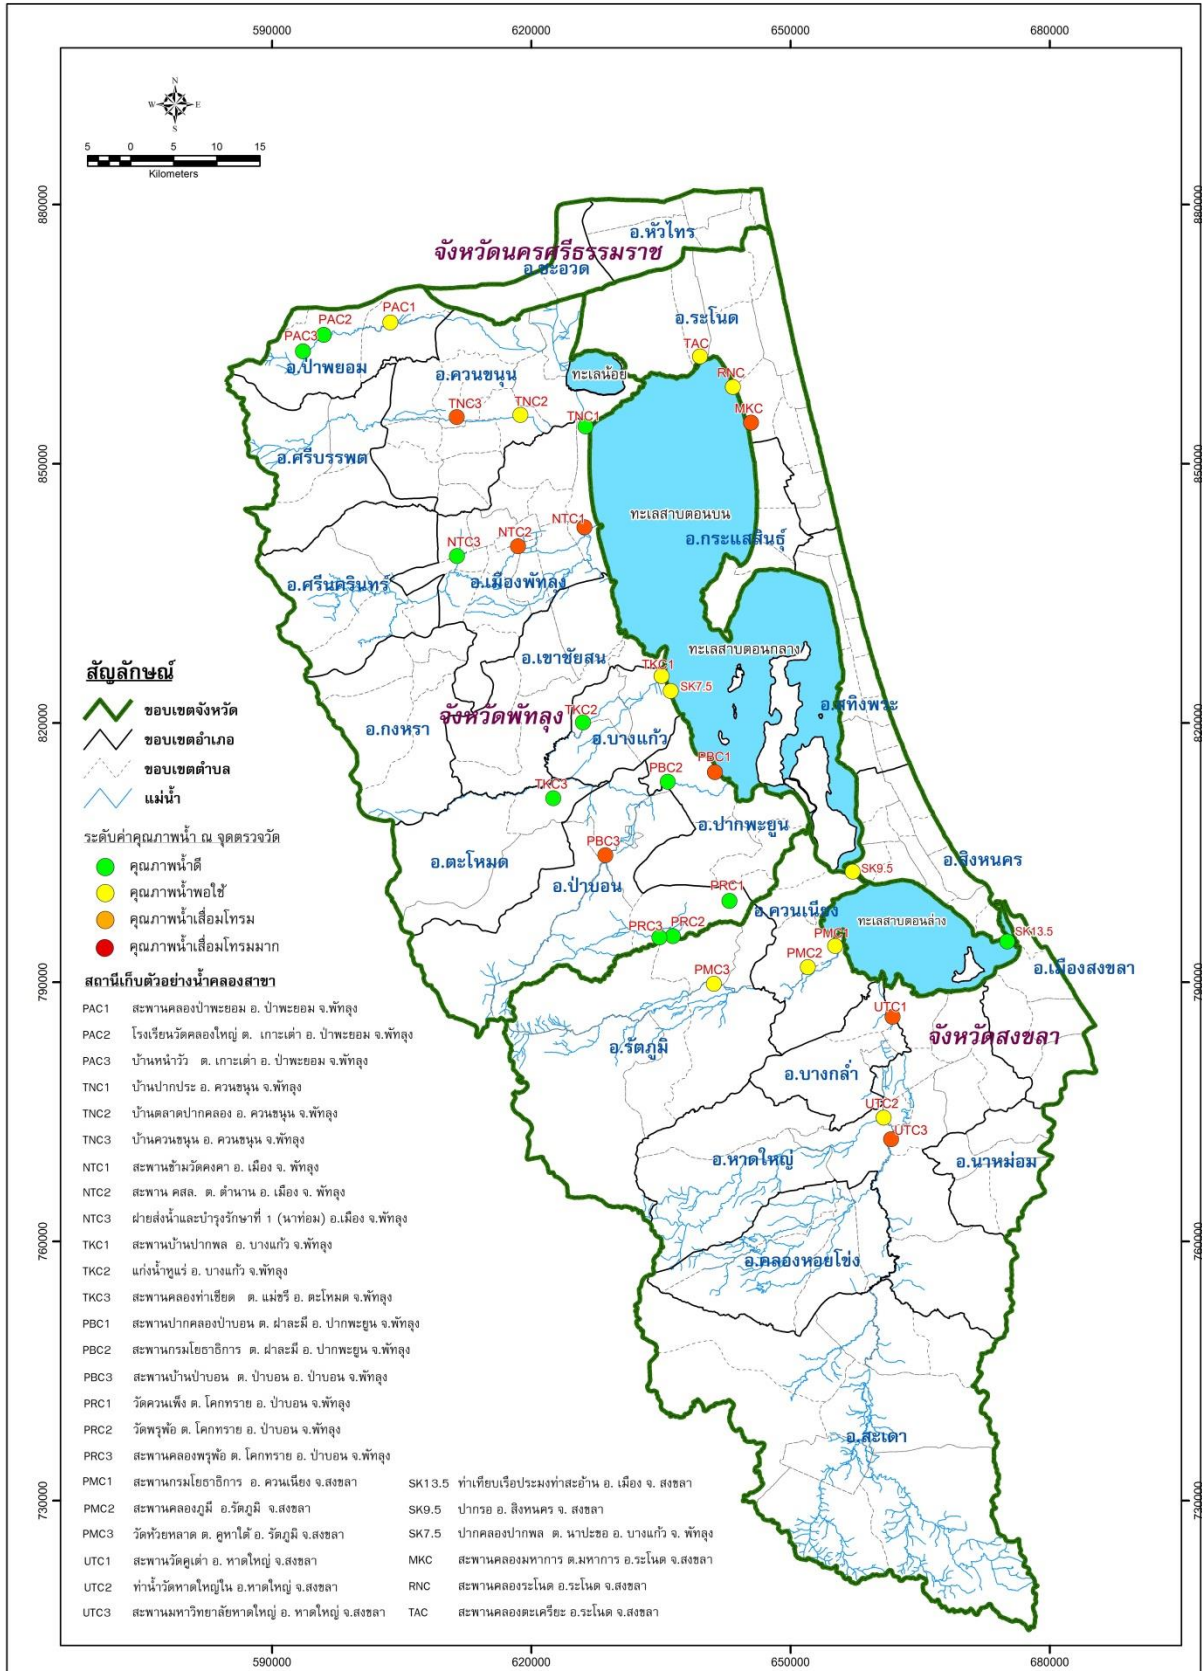 590000 620000 650000 680000
N
W E
S
5 0 5 10 15
Kilometers
880000 880000
อ.หัวไทร
จังหวัดนครศรีธรรมราช
อ.ชะอวด
PAC1
อ.ระโนด
PAC2
PAC3
TAC
อ.ป่าพยอม
อ.ควนขนุน
ทะเลน้อย
RNC
TNC3
TNC2
TNC1
MKC
850000 850000
อ.ศรีบรรพต
ทะเลสาบตอนบน
NTC1
NTC2
NTC3
อ.กระแสสินธุ์
อ.ศรีนครินทร์
อ.เมืองพัทลุง
ทะเลสาบตอนกลาง
อ.เขาชัยสน
TKC1
SK7.5
อ.สทิงพระ
TKC2
จังหวัดพัทลุง
อ.กงหรา
820000 820000
อ.บางแก้ว
PBC1
PBC2
TKC3
อ.ปากพะยูน
PBC3
อ.ตะโหมด
อ.สิงหนคร
SK9.5
อ.ป่าบอน
PRC1
อ.ควนเนียง
ทะเลสาบตอนล่าง
PRC3
PRC2
PMC1
SK13.5
PMC2
อ.เมืองสงขลา
PMC3
790000 790000
UTC1
จังหวัดสงขลา
อ.รัตภูมิ
อ.บางกล่ำ
UTC2
UTC3
อ.หาดใหญ่
อ.นาหม่อม
760000 760000
อ.คลองหอยโข่ง
อ.สะเดา
730000 730000
สัญลักษณ์
ขอบเขตจังหวัด
ขอบเขตอำเภอ
ขอบเขตตำบล
แม่น้ำ
ระดับค่าคุณภาพน้ำ ณ จุดตรวจวัด
คุณภาพน้ำดี
คุณภาพน้ำพอใช้
คุณภาพน้ำเสื่อมโทรม
คุณภาพน้ำเสื่อมโทรมมาก
สถานีเก็บตัวอย่างน้ำคลองสาขา
PAC1 สะพานคลองป่าพยอม อ. ป่าพยอม จ.พัทลุง
PAC2 โรงเรียนวัดคลองใหญ่ ต. เกาะเต่า อ. ป่าพยอม จ.พัทลุง
PAC3 บ้านหนำวัว ต. เกาะเต่า อ. ป่าพยอม จ.พัทลุง
TNC1 บ้านปากประ อ. ควนขนุน จ.พัทลุง
TNC2 บ้านตลาดปากคลอง อ. ควนขนุน จ.พัทลุง
TNC3 บ้านควนขนุน อ. ควนขนุน จ.พัทลุง
NTC1 สะพานข้ามวัดคงคา อ. เมือง จ. พัทลุง
NTC2 สะพาน คสล. ต. ตำนาน อ. เมือง จ. พัทลุง
NTC3 ฝายส่งน้ำและบำรุงรักษาที่ 1 (นาท่อม) อ.เมือง จ.พัทลุง
TKC1 สะพานบ้านปากพล อ. บางแก้ว จ.พัทลุง
TKC2 แก่งน้ำหูแร่ อ. บางแก้ว จ.พัทลุง
TKC3 สะพานคลองท่าเชียด ต. แม่ขรี อ. ตะโหมด จ.พัทลุง
PBC1 สะพานปากคลองป่าบอน ต. ฝาละมี อ. ปากพะยูน จ.พัทลุง
PBC2 สะพานกรมโยธาธิการ ต. ฝาละมี อ. ปากพะยูน จ.พัทลุง
PBC3 สะพานบ้านป่าบอน ต. ป่าบอน อ. ป่าบอน จ.พัทลุง
PRC1 วัดควนเพ็ง ต. โคกทราย อ. ป่าบอน จ.พัทลุง
PRC2 วัดพรุพ้อ ต. โคกทราย อ. ป่าบอน จ.พัทลุง
PRC3 สะพานคลองพรุพ้อ ต. โคกทราย อ. ป่าบอน จ.พัทลุง
PMC1 สะพานกรมโยธาธิการ อ. ควนเนียง จ.สงขลา
PMC2 สะพานคลองภูมี อ.รัตภูมิ จ.สงขลา
PMC3 วัดห้วยหลาด ต. คูหาใต้ อ. รัตภูมิ จ.สงขลา
UTC1 สะพานวัดคูเต่า อ. หาดใหญ่ จ.สงขลา
UTC2 ท่าน้ำวัดหาดใหญ่ใน อ.หาดใหญ่ จ.สงขลา
UTC3 สะพานมหาวิทยาลัยหาดใหญ่ อ. หาดใหญ่ จ.สงขลา
SK13.5 ท่าเทียบเรือประมงท่าสะอ้าน อ. เมือง จ. สงขลา
SK9.5 ปากรอ อ. สิงหนคร จ. สงขลา
SK7.5 ปากคลองปากพล ต. นาปะขอ อ. บางแก้ว จ. พัทลุง
MKC สะพานคลองมหาการ ต.มหาการ อ.ระโนด จ.สงขลา
RNC สะพานคลองระโนด อ.ระโนด จ.สงขลา
TAC สะพานคลองตะเครียะ อ.ระโนด จ.สงขลา
590000 620000 650000 680000